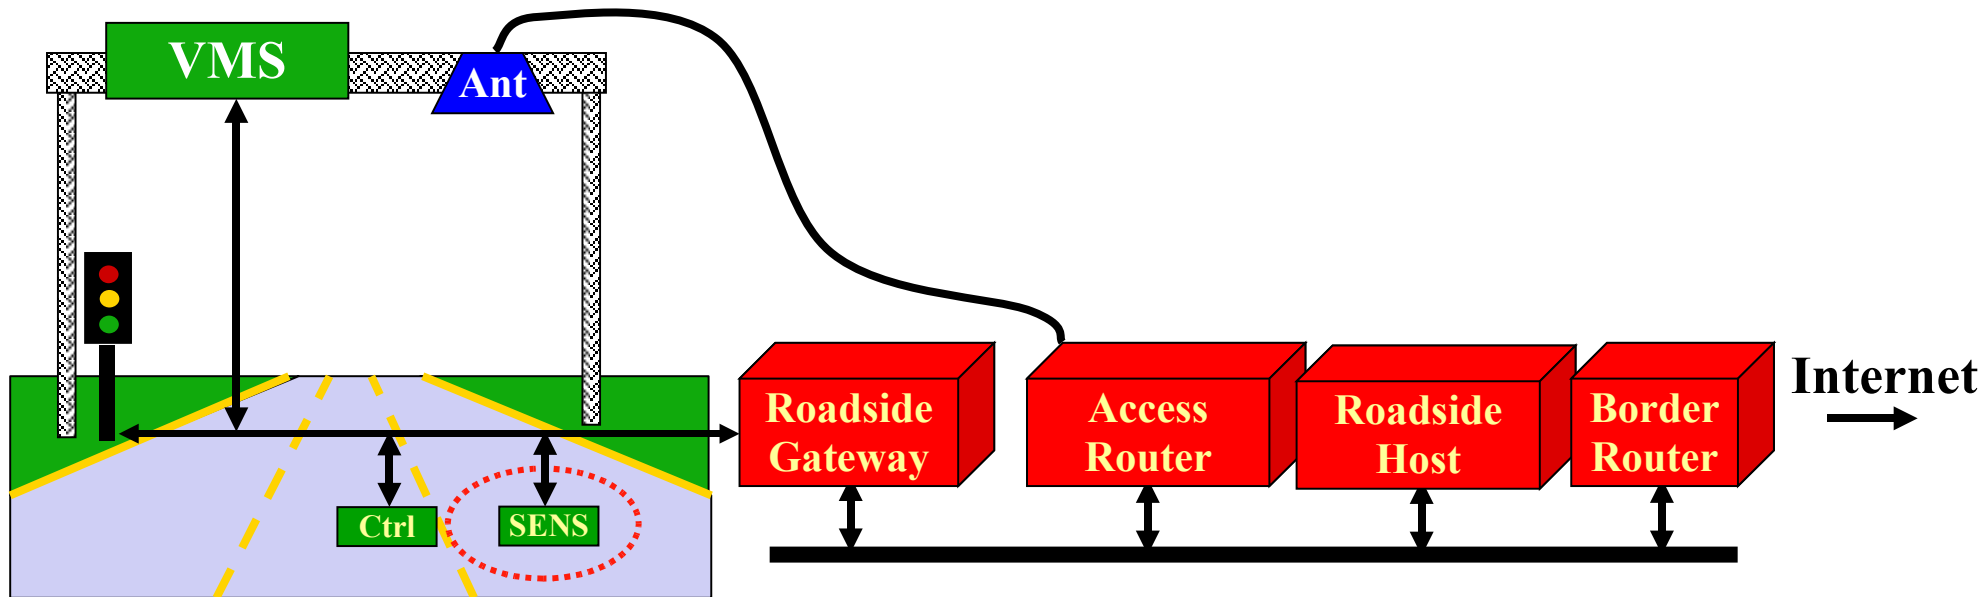 VMS
Ant
Internet
Roadside
Gateway
Access
Router
Roadside
Host
Border
Router
Ctrl
SENS